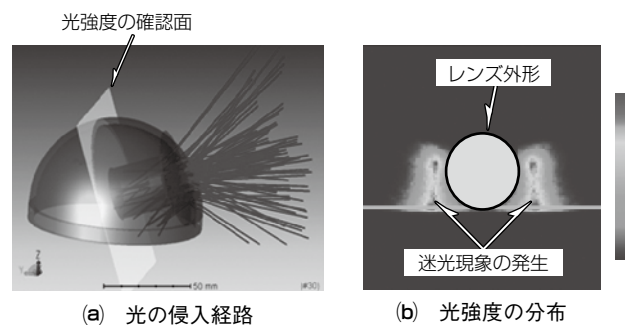 光強度の確認面
レンズ外形
迷光現象の発生
Z
Y
50 mm
(#30)
(a) 光の侵入経路
(b) 光強度の分布